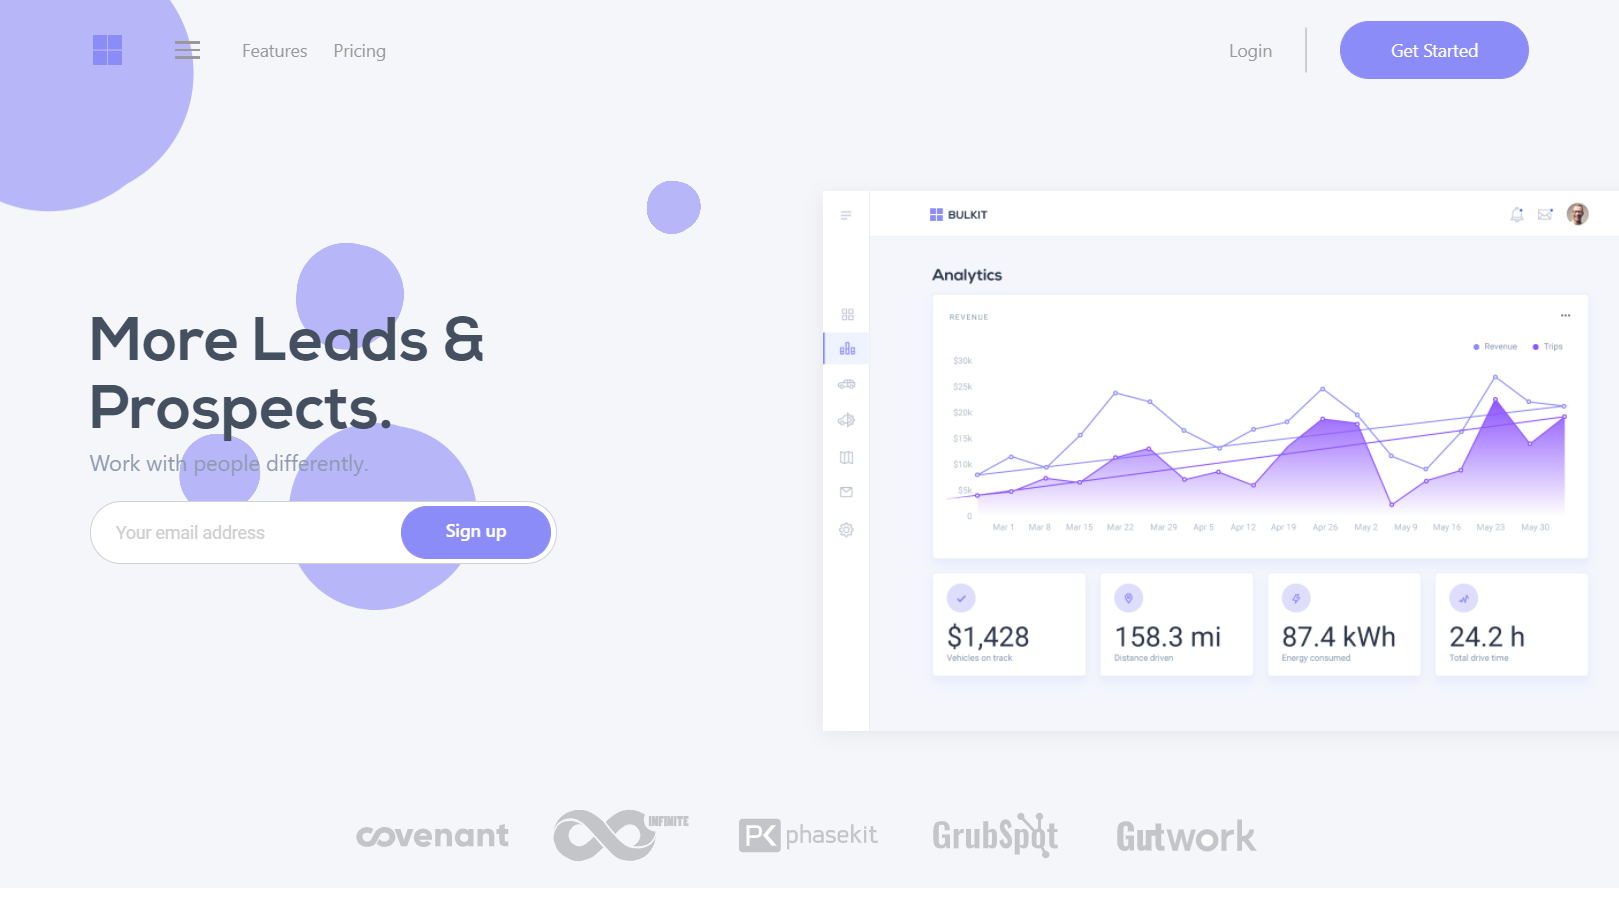 Features Pricing Login Get Started
More Leads &
Prospects.
Work with people differently.
Your email address Sign up
BULKIT
Analytics
REVENUE
Revenue Trips
$30k
$25k
$20k
$15k
$10k
$5k
0
Mar 1 Mar 8 Mar 15 Mar 22 Mar 29 Apr 5 Apr 12 Apr 19 Apr 26 May 2 May 9 May 16 May 23 May 30
$1,428 158.3 mi 87.4 kWh 24.2 h
Vehicles on track Distance driven Energy consumed Total drive time
covenant INFINITE PK phasekit GrubSpot Gutwork